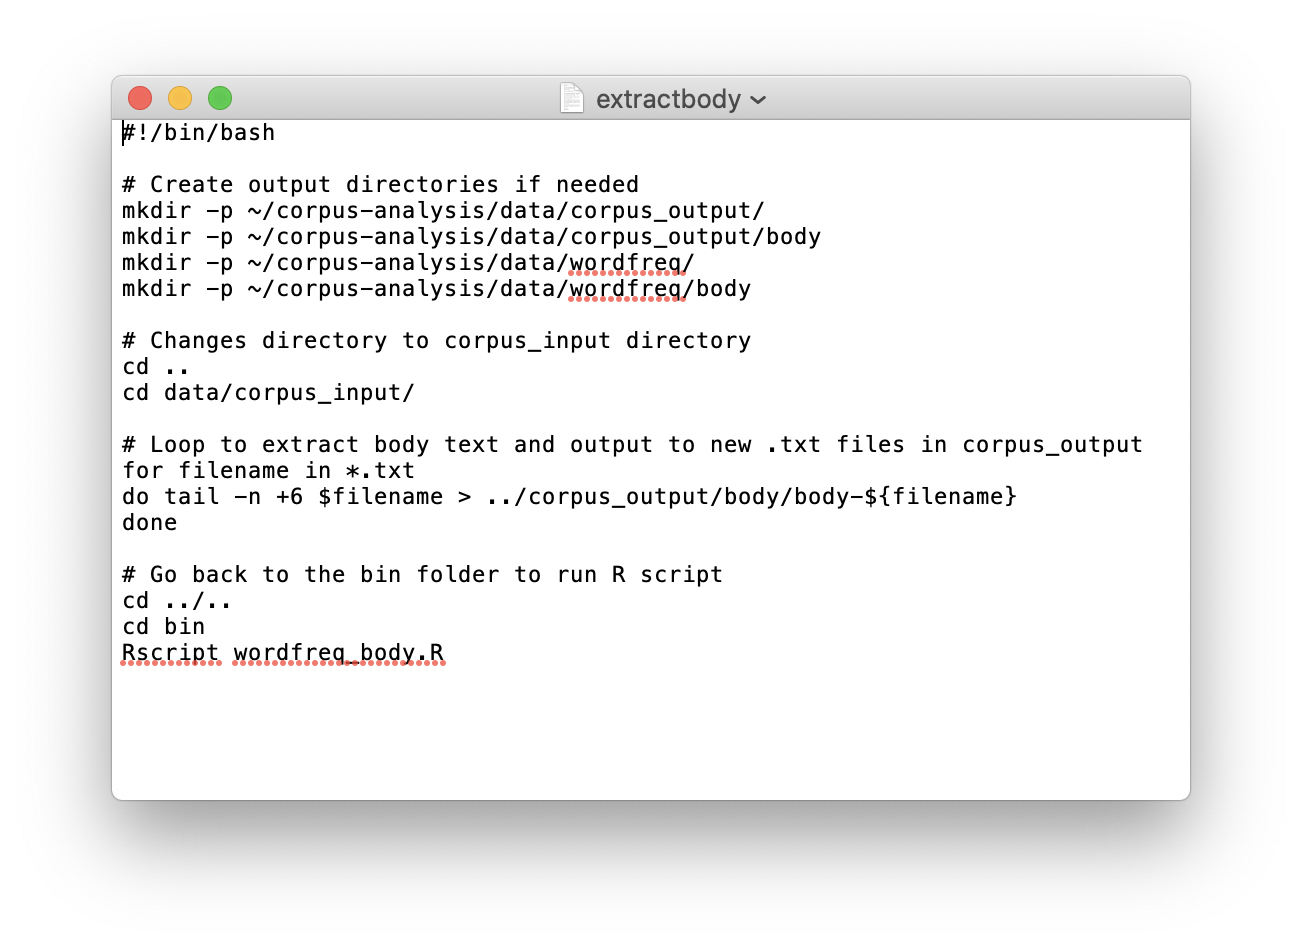 extractbody
#!/bin/bash
# Create output directories if needed
mkdir -p ~/corpus-analysis/data/corpus_output/
mkdir -p ~/corpus-analysis/data/corpus_output/body
mkdir -p ~/corpus-analysis/data/wordfreq/
mkdir -p ~/corpus-analysis/data/wordfreq/body
# Changes directory to corpus_input directory
cd ..
cd data/corpus_input/
# Loop to extract body text and output to new .txt files in corpus_output
for filename in *.txt
do tail -n +6 $filename > ../corpus_output/body/body-${filename}
done
# Go back to the bin folder to run R script
cd ../..
cd bin
Rscript wordfreq_body.R